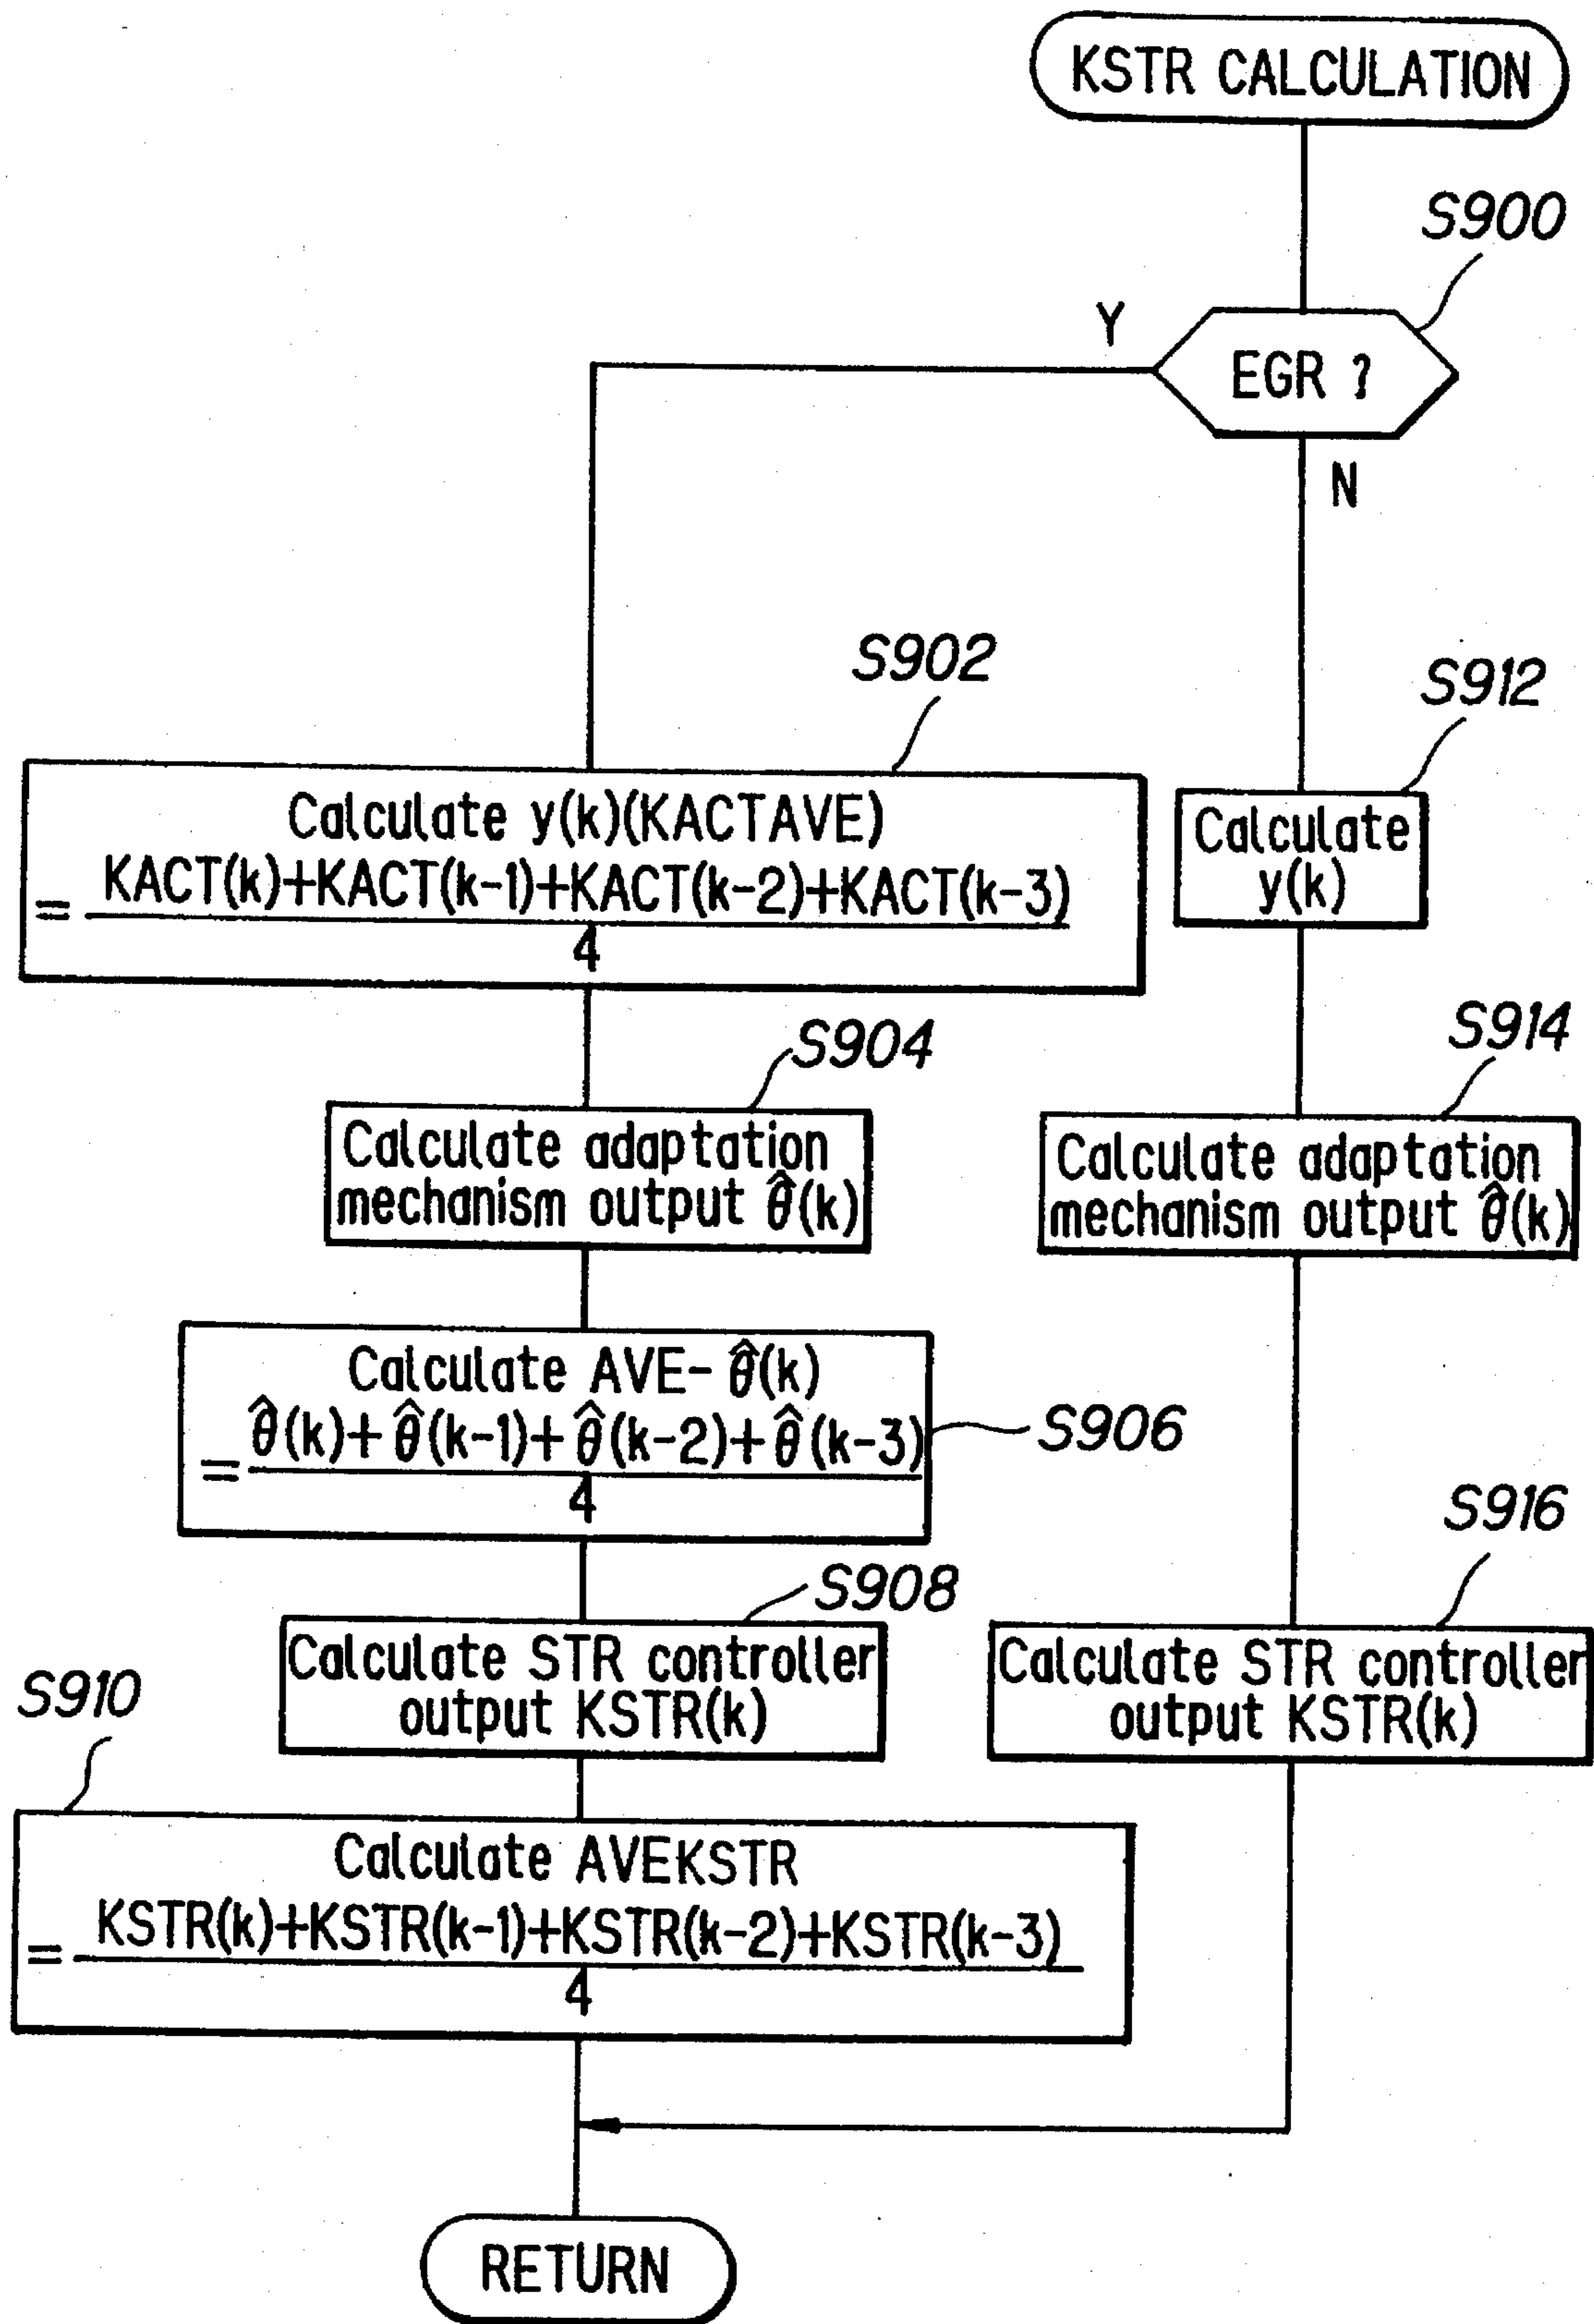 KSTR CALCULATION
S900
Y
EGR ?
N
S902
Calculate y(k)(KACTAVE)
= KACT(k)+KACT(k-1)+KACT(k-2)+KACT(k-3)
4
S904
Calculate adaptation
mechanism output θ̂(k)
S906
Calculate AVE- θ̂(k)
= θ̂(k)+θ̂(k-1)+θ̂(k-2)+θ̂(k-3)
4
S908
Calculate STR controller
output KSTR(k)
S910
Calculate AVEKSTR
= KSTR(k)+KSTR(k-1)+KSTR(k-2)+KSTR(k-3)
4
S912
Calculate
y(k)
S914
Calculate adaptation
mechanism output θ̂(k)
S916
Calculate STR controller
output KSTR(k)
RETURN